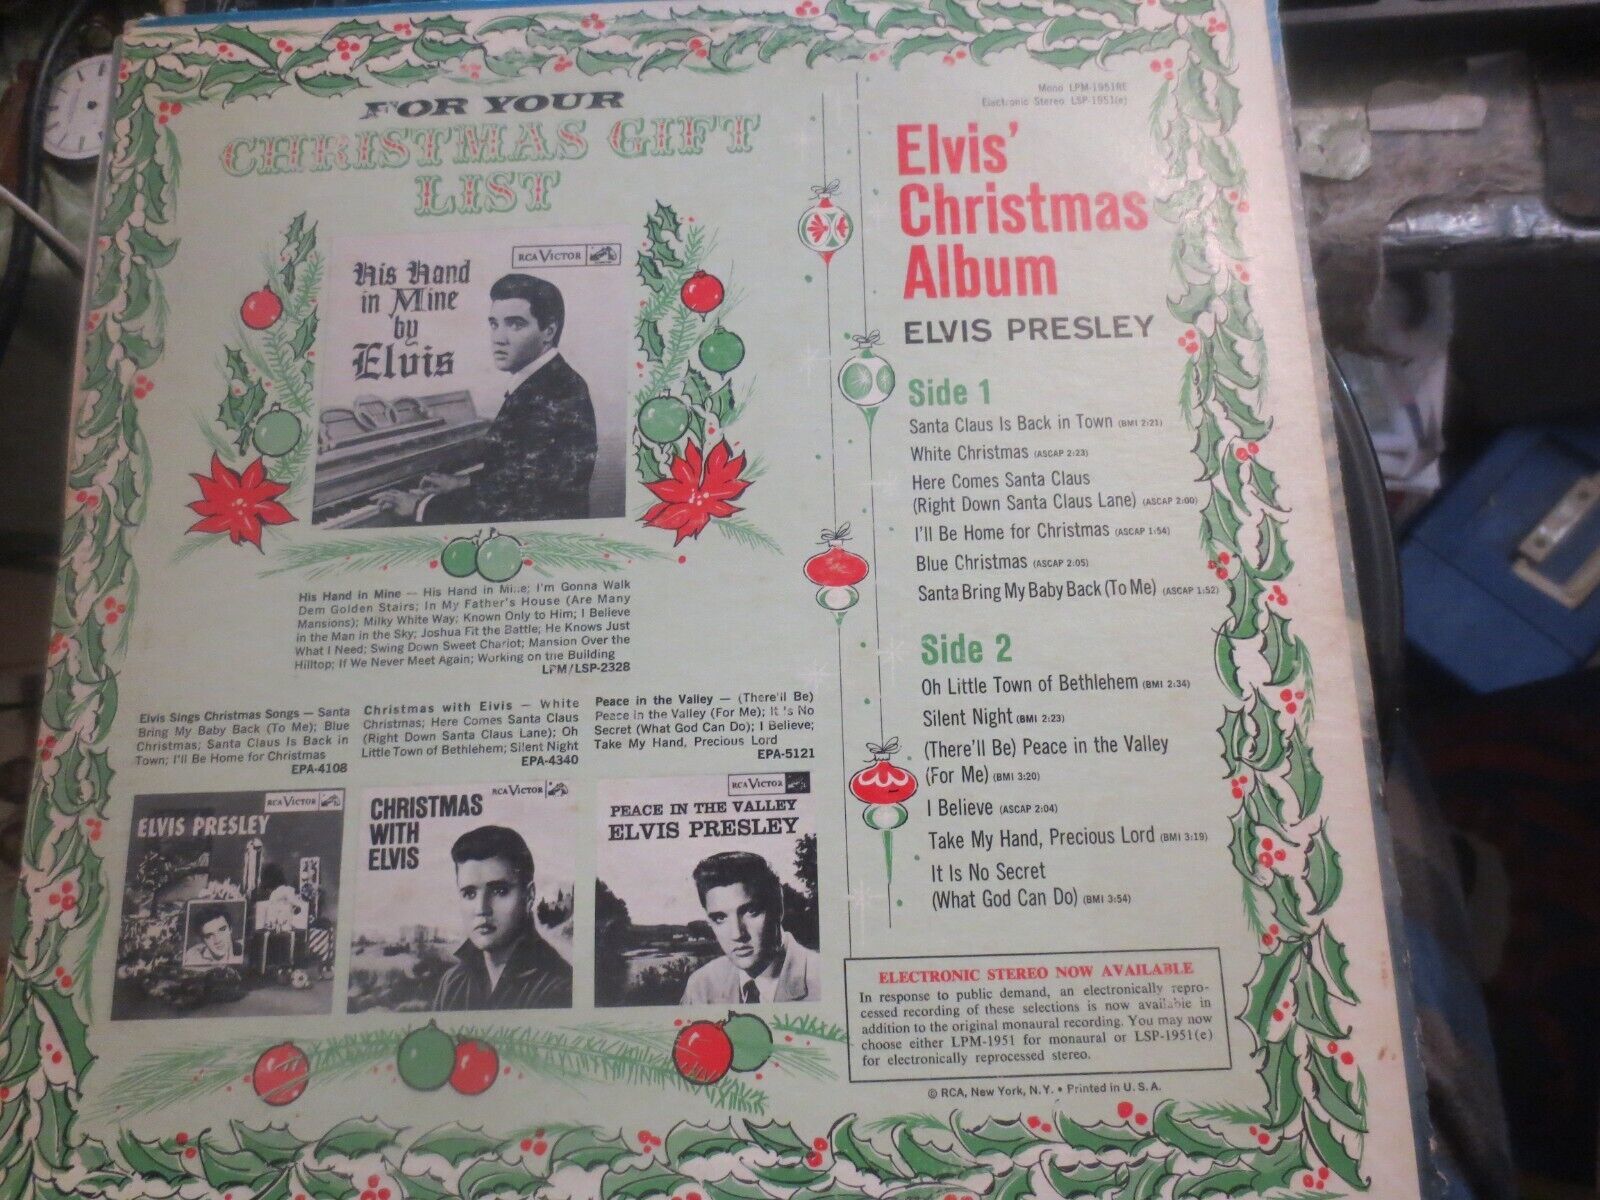 FOR YOUR
CHRISTMAS GIFT
LIST
RCA VICTOR
His Hand
in Mine
by
Elvis
His Hand in Mine — His Hand in Mine; I'm Gonna Walk
Dem Golden Stairs; In My Father's House (Are Many
Mansions); Milky White Way; Known Only to Him; I Believe
in the Man in the Sky; Joshua Fit the Battle; He Knows Just
What I Need; Swing Down Sweet Chariot; Mansion Over the
Hilltop; If We Never Meet Again; Working on the Building
LPM/LSP-2328
Elvis Sings Christmas Songs — Santa
Bring My Baby Back (To Me); Blue
Christmas; Santa Claus Is Back in
Town; I'll Be Home for Christmas
EPA-4108
Christmas with Elvis — White
Christmas; Here Comes Santa Claus
(Right Down Santa Claus Lane); Oh
Little Town of Bethlehem; Silent Night
EPA-4340
Peace in the Valley — (There'll Be)
Peace in the Valley (For Me); It Is No
Secret (What God Can Do); I Believe;
Take My Hand, Precious Lord
EPA-5121
RCA VICTOR
ELVIS PRESLEY
RCA VICTOR
CHRISTMAS
WITH
ELVIS
RCA VICTOR
PEACE IN THE VALLEY
ELVIS PRESLEY
Mono LPM-1951RE
Electronic Stereo LSP-1951(e)
Elvis'
Christmas
Album
ELVIS PRESLEY
Side 1
Santa Claus Is Back in Town (BMI 2:21)
White Christmas (ASCAP 2:23)
Here Comes Santa Claus
(Right Down Santa Claus Lane) (ASCAP 2:00)
I'll Be Home for Christmas (ASCAP 1:54)
Blue Christmas (ASCAP 2:05)
Santa Bring My Baby Back (To Me) (ASCAP 1:52)
Side 2
Oh Little Town of Bethlehem (BMI 2:34)
Silent Night (BMI 2:23)
(There'll Be) Peace in the Valley
(For Me) (BMI 3:20)
I Believe (ASCAP 2:04)
Take My Hand, Precious Lord (BMI 3:19)
It Is No Secret
(What God Can Do) (BMI 3:54)
ELECTRONIC STEREO NOW AVAILABLE
In response to public demand, an electronically repro-
cessed recording of these selections is now available in
addition to the original monaural recording. You may now
choose either LPM-1951 for monaural or LSP-1951(e)
for electronically reprocessed stereo.
© RCA, New York, N. Y. • Printed in U. S. A.